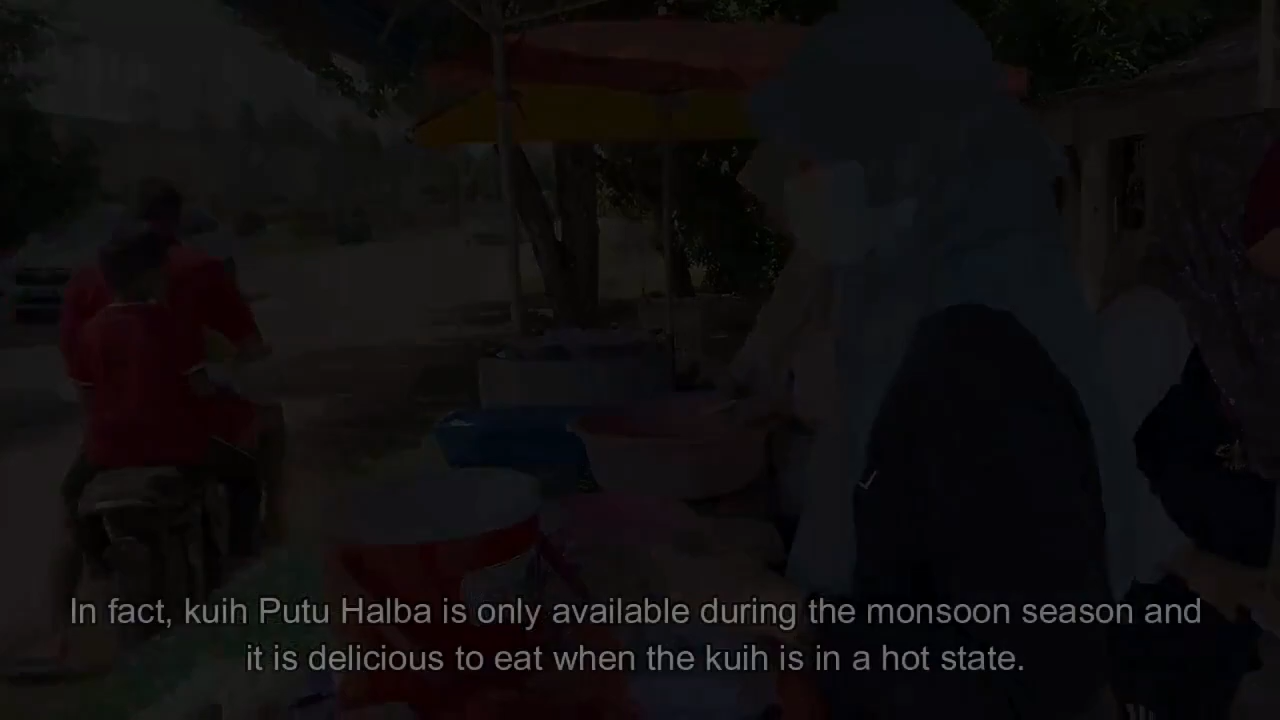 In fact, kuih Putu Halba is only available during the monsoon season and
it is delicious to eat when the kuih is in a hot state.